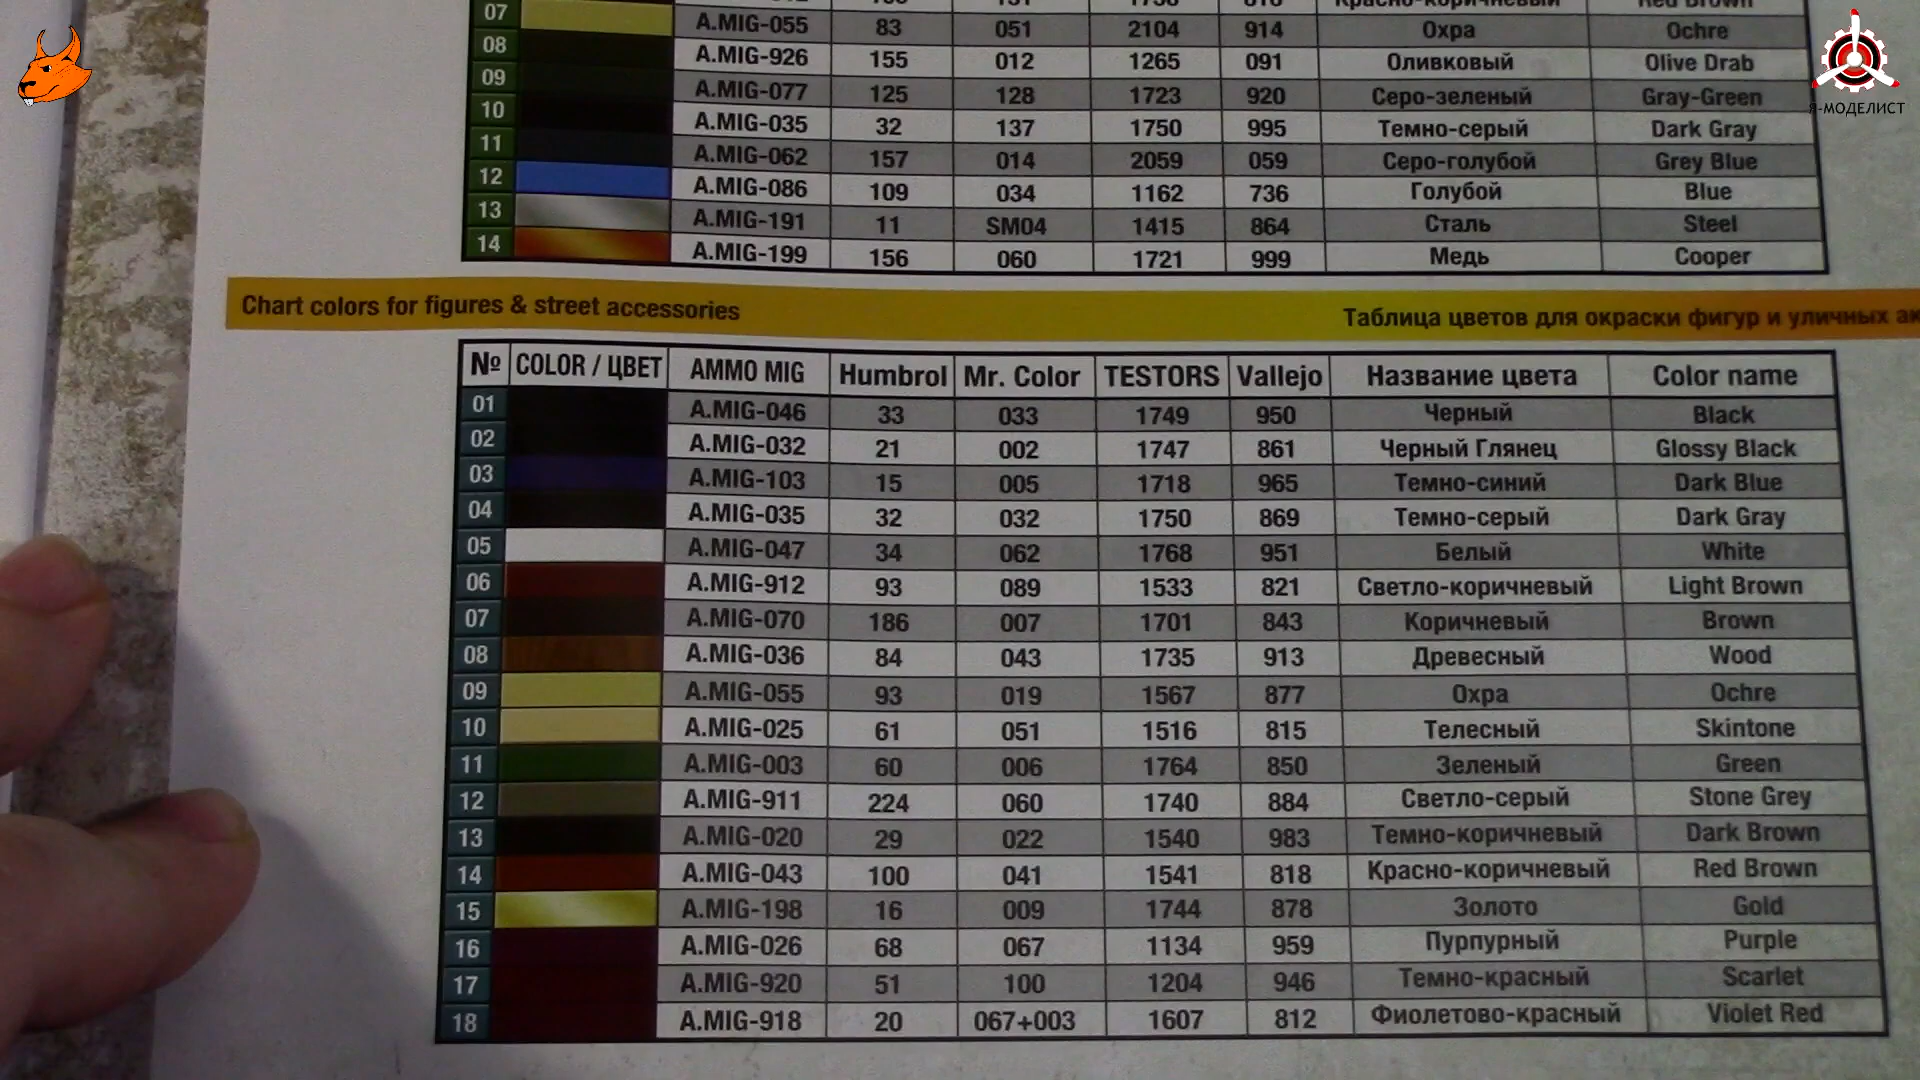 Red Brown
07 A.MIG-055 83 051 2104 914 Охра Ochre
08 A.MIG-926 155 012 1265 091 Оливковый Olive Drab
09 A.MIG-077 125 128 1723 920 Серо-зеленый Gray-Green
10 A.MIG-035 32 137 1750 995 Темно-серый Dark Gray
11 A.MIG-062 157 014 2059 059 Серо-голубой Grey Blue
12 A.MIG-086 109 034 1162 736 Голубой Blue
13 A.MIG-191 11 SM04 1415 864 Сталь Steel
14 A.MIG-199 156 060 1721 999 Медь Cooper
Я-МОДЕЛИСТ
Chart colors for figures & street accessories
Таблица цветов для окраски фигур и уличных ак
№ COLOR / ЦВЕТ AMMO MIG Humbrol Mr. Color TESTORS Vallejo Название цвета Color name
01 A.MIG-046 33 033 1749 950 Черный Black
02 A.MIG-032 21 002 1747 861 Черный Глянец Glossy Black
03 A.MIG-103 15 005 1718 965 Темно-синий Dark Blue
04 A.MIG-035 32 032 1750 869 Темно-серый Dark Gray
05 A.MIG-047 34 062 1768 951 Белый White
06 A.MIG-912 93 089 1533 821 Светло-коричневый Light Brown
07 A.MIG-070 186 007 1701 843 Коричневый Brown
08 A.MIG-036 84 043 1735 913 Древесный Wood
09 A.MIG-055 93 019 1567 877 Охра Ochre
10 A.MIG-025 61 051 1516 815 Телесный Skintone
11 A.MIG-003 60 006 1764 850 Зеленый Green
12 A.MIG-911 224 060 1740 884 Светло-серый Stone Grey
13 A.MIG-020 29 022 1540 983 Темно-коричневый Dark Brown
14 A.MIG-043 100 041 1541 818 Красно-коричневый Red Brown
15 A.MIG-198 16 009 1744 878 Золото Gold
16 A.MIG-026 68 067 1134 959 Пурпурный Purple
17 A.MIG-920 51 100 1204 946 Темно-красный Scarlet
18 A.MIG-918 20 067+003 1607 812 Фиолетово-красный Violet Red